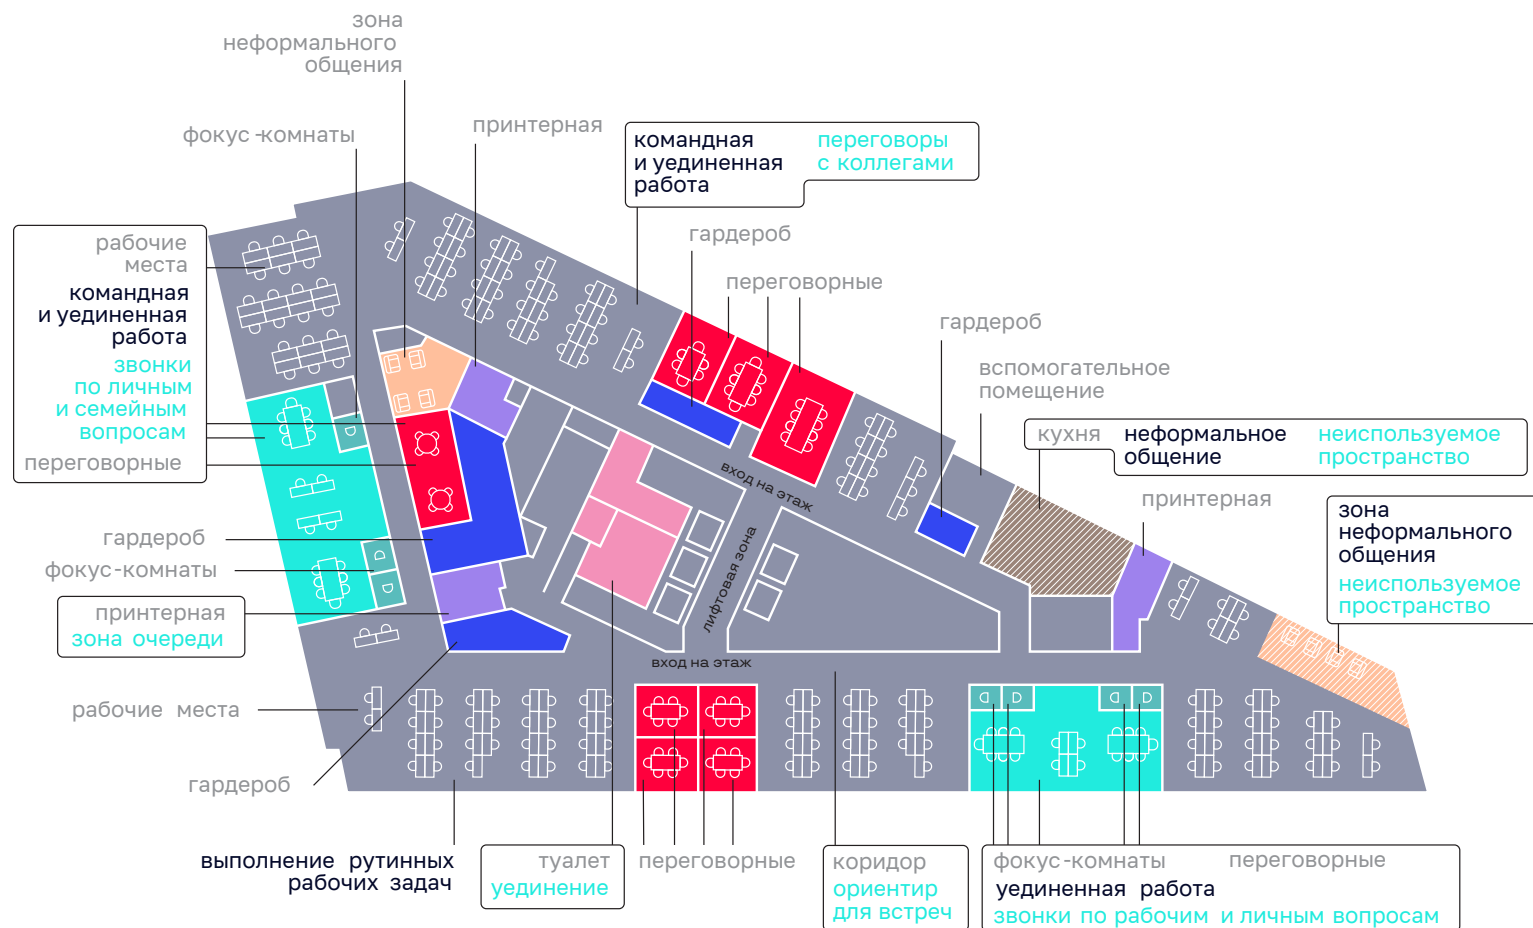 зона
неформального
общения
фокус-комнаты
принтерная
командная
и уединенная
работа
переговоры
с коллегами
гардероб
переговорные
гардероб
вспомогательное
помещение
кухня
неформальное
общение
неиспользуемое
пространство
принтерная
зона
неформального
общения
неиспользуемое
пространство
рабочие
места
командная
и уединенная
работа
звонки
по личным
и семейным
вопросам
переговорные
гардероб
фокус-комнаты
принтерная
зона очереди
рабочие места
гардероб
вход на этаж
лифтовая зона
вход на этаж
выполнение рутинных
рабочих задач
туалет
уединение
переговорные
коридор
ориентир
для встреч
фокус-комнаты
переговорные
уединенная работа
звонки по рабочим и личным вопросам